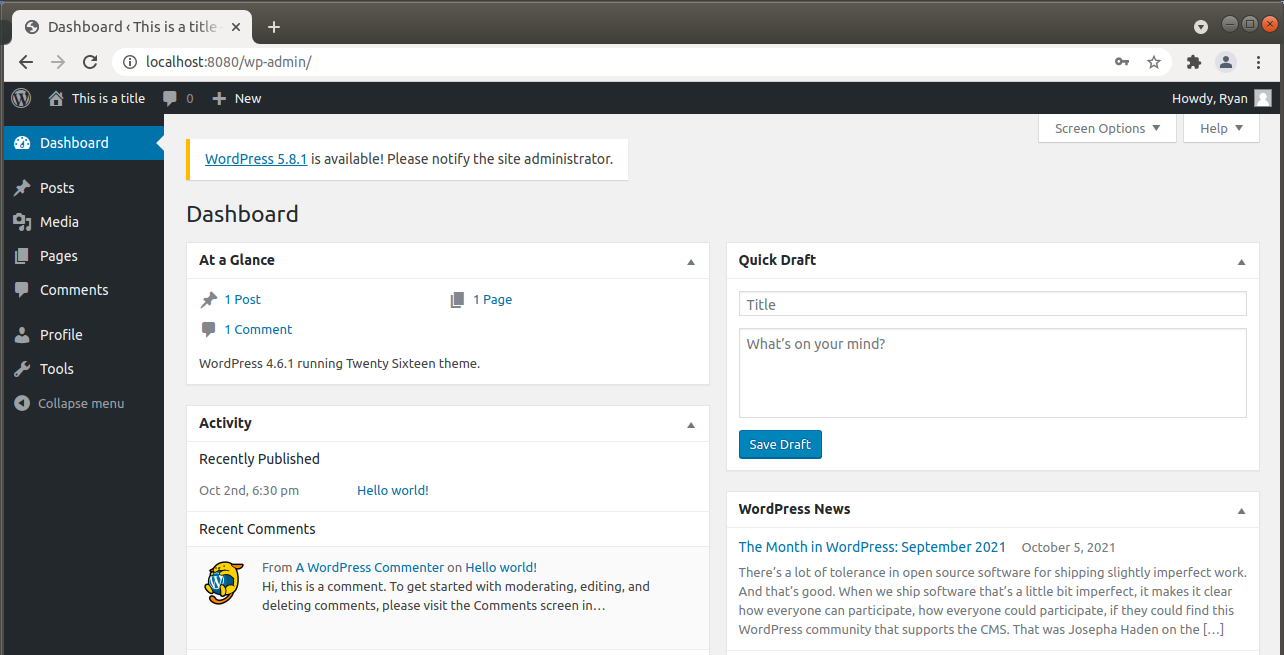 Dashboard ‹ This is a title
localhost:8080/wp-admin/
This is a title
0
New
Howdy, Ryan
Dashboard
Posts
Media
Pages
Comments
Profile
Tools
Collapse menu
Screen Options
Help
WordPress 5.8.1 is available! Please notify the site administrator.
Dashboard
At a Glance
1 Post
1 Page
1 Comment
WordPress 4.6.1 running Twenty Sixteen theme.
Activity
Recently Published
Oct 2nd, 6:30 pm
Hello world!
Recent Comments
From A WordPress Commenter on Hello world!
Hi, this is a comment. To get started with moderating, editing, and
deleting comments, please visit the Comments screen in…
Quick Draft
Title
What’s on your mind?
Save Draft
WordPress News
The Month in WordPress: September 2021
October 5, 2021
There’s a lot of tolerance in open source software for shipping slightly imperfect work.
And that’s good. When we ship software that’s a little bit imperfect, it makes it clear
how everyone can participate, how everyone could participate, if they could find this
WordPress community that supports the CMS. That was Josepha Haden on the […]